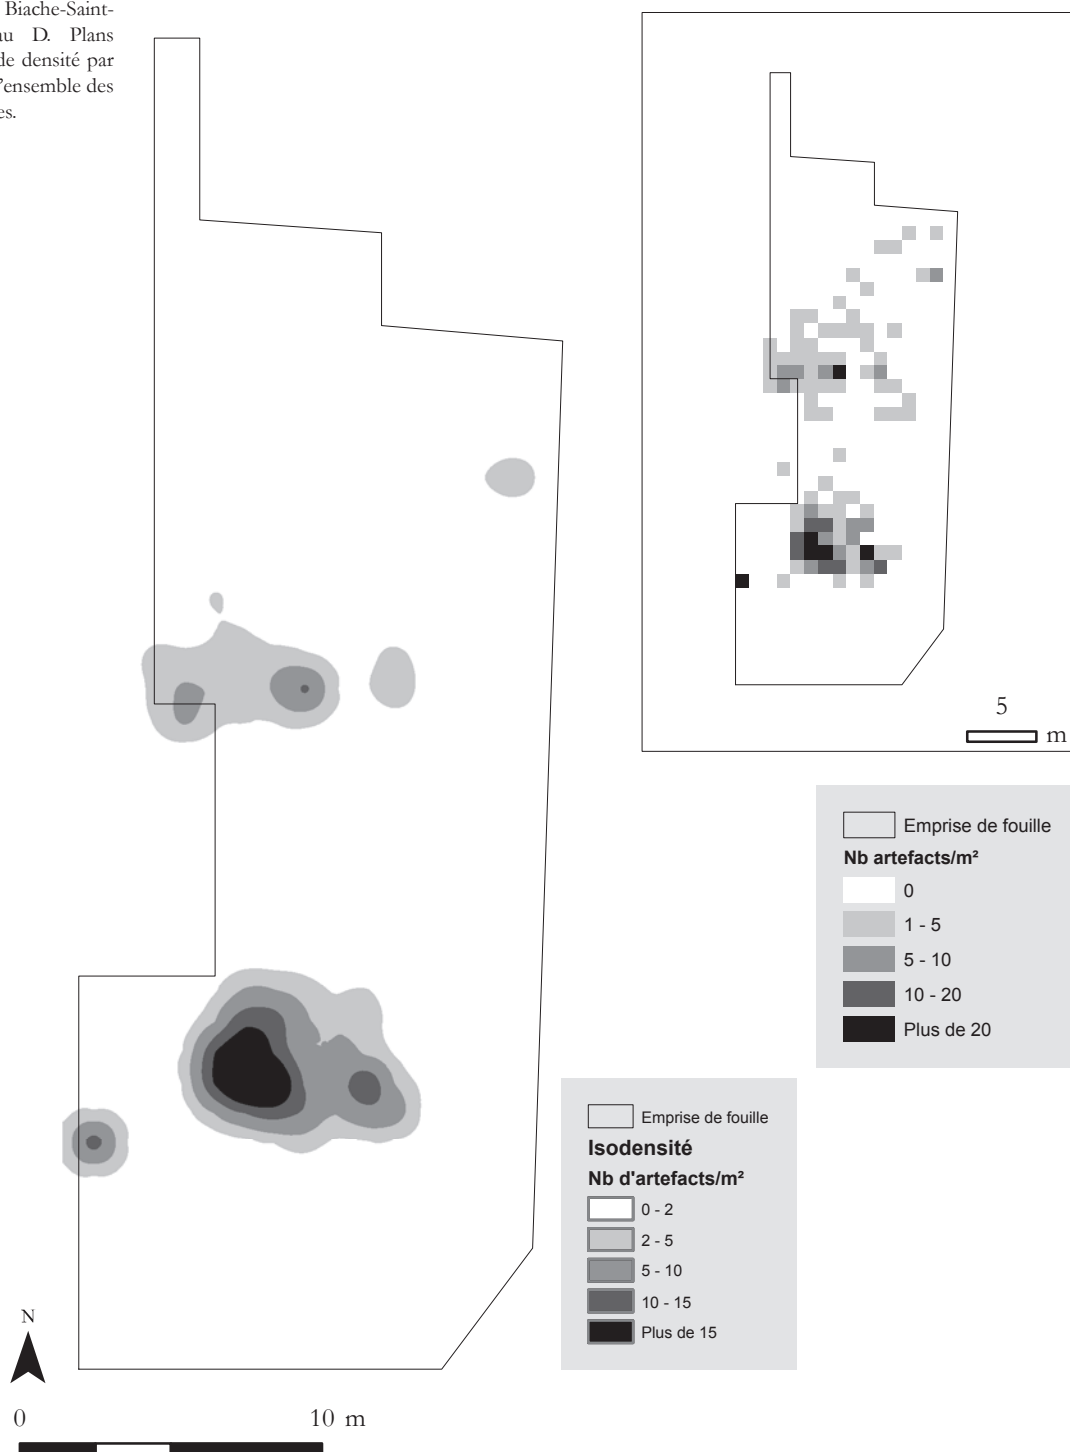 Biache-Saint-
au D. Plans
de densité par
l'ensemble des
es.
5
m
Emprise de fouille
Nb artefacts/m²
0
1 - 5
5 - 10
10 - 20
Plus de 20
Emprise de fouille
Isodensité
Nb d'artefacts/m²
0 - 2
2 - 5
5 - 10
10 - 15
Plus de 15
N
0 10 m